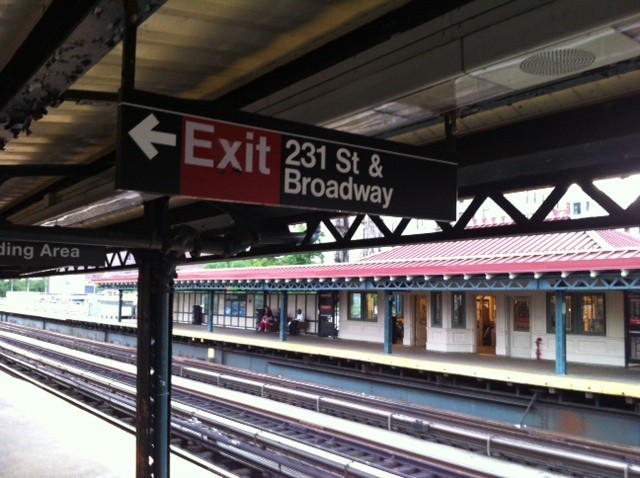 Exit
231 St &
Broadway
ding Area